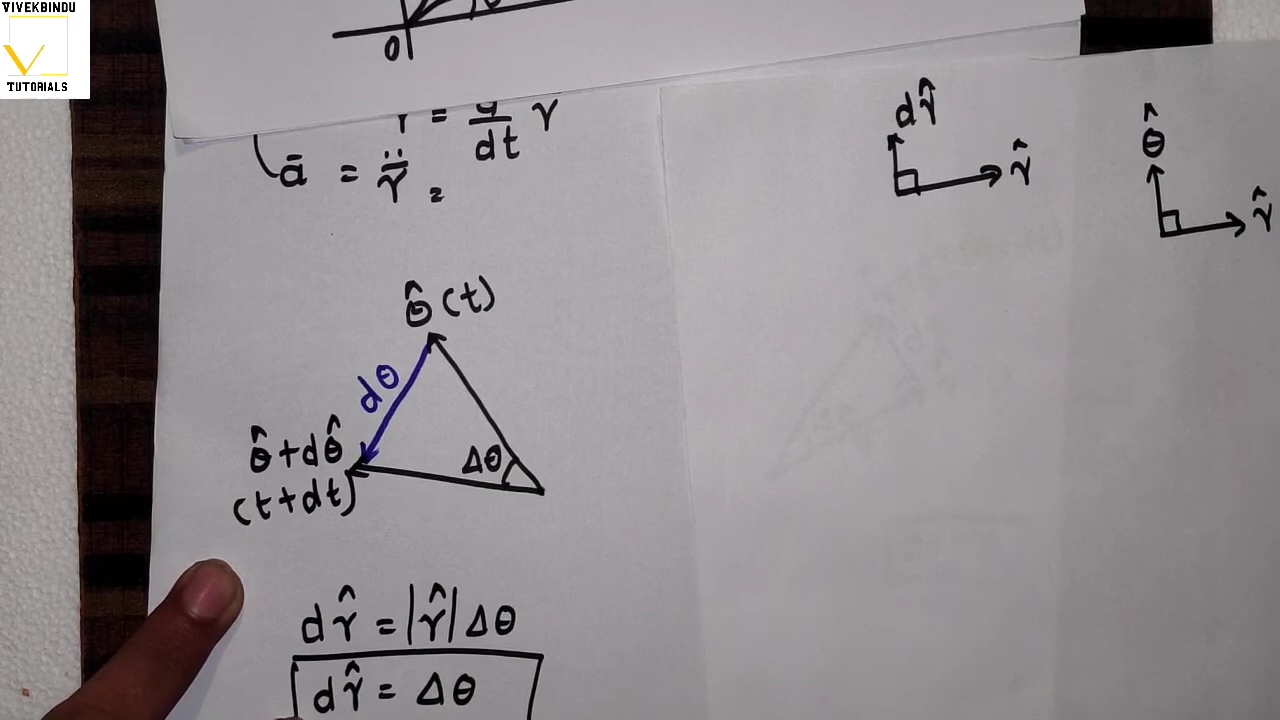 VIVEKBINDU
TUTORIALS
0
= d/dt r
ā = r̈ =
dr̂
r̂
θ̂
r̂
θ̂(t)
dθ
θ̂+dθ̂
(t+dt)
Δθ
dr̂ = |r̂| Δθ
dr̂ = Δθ